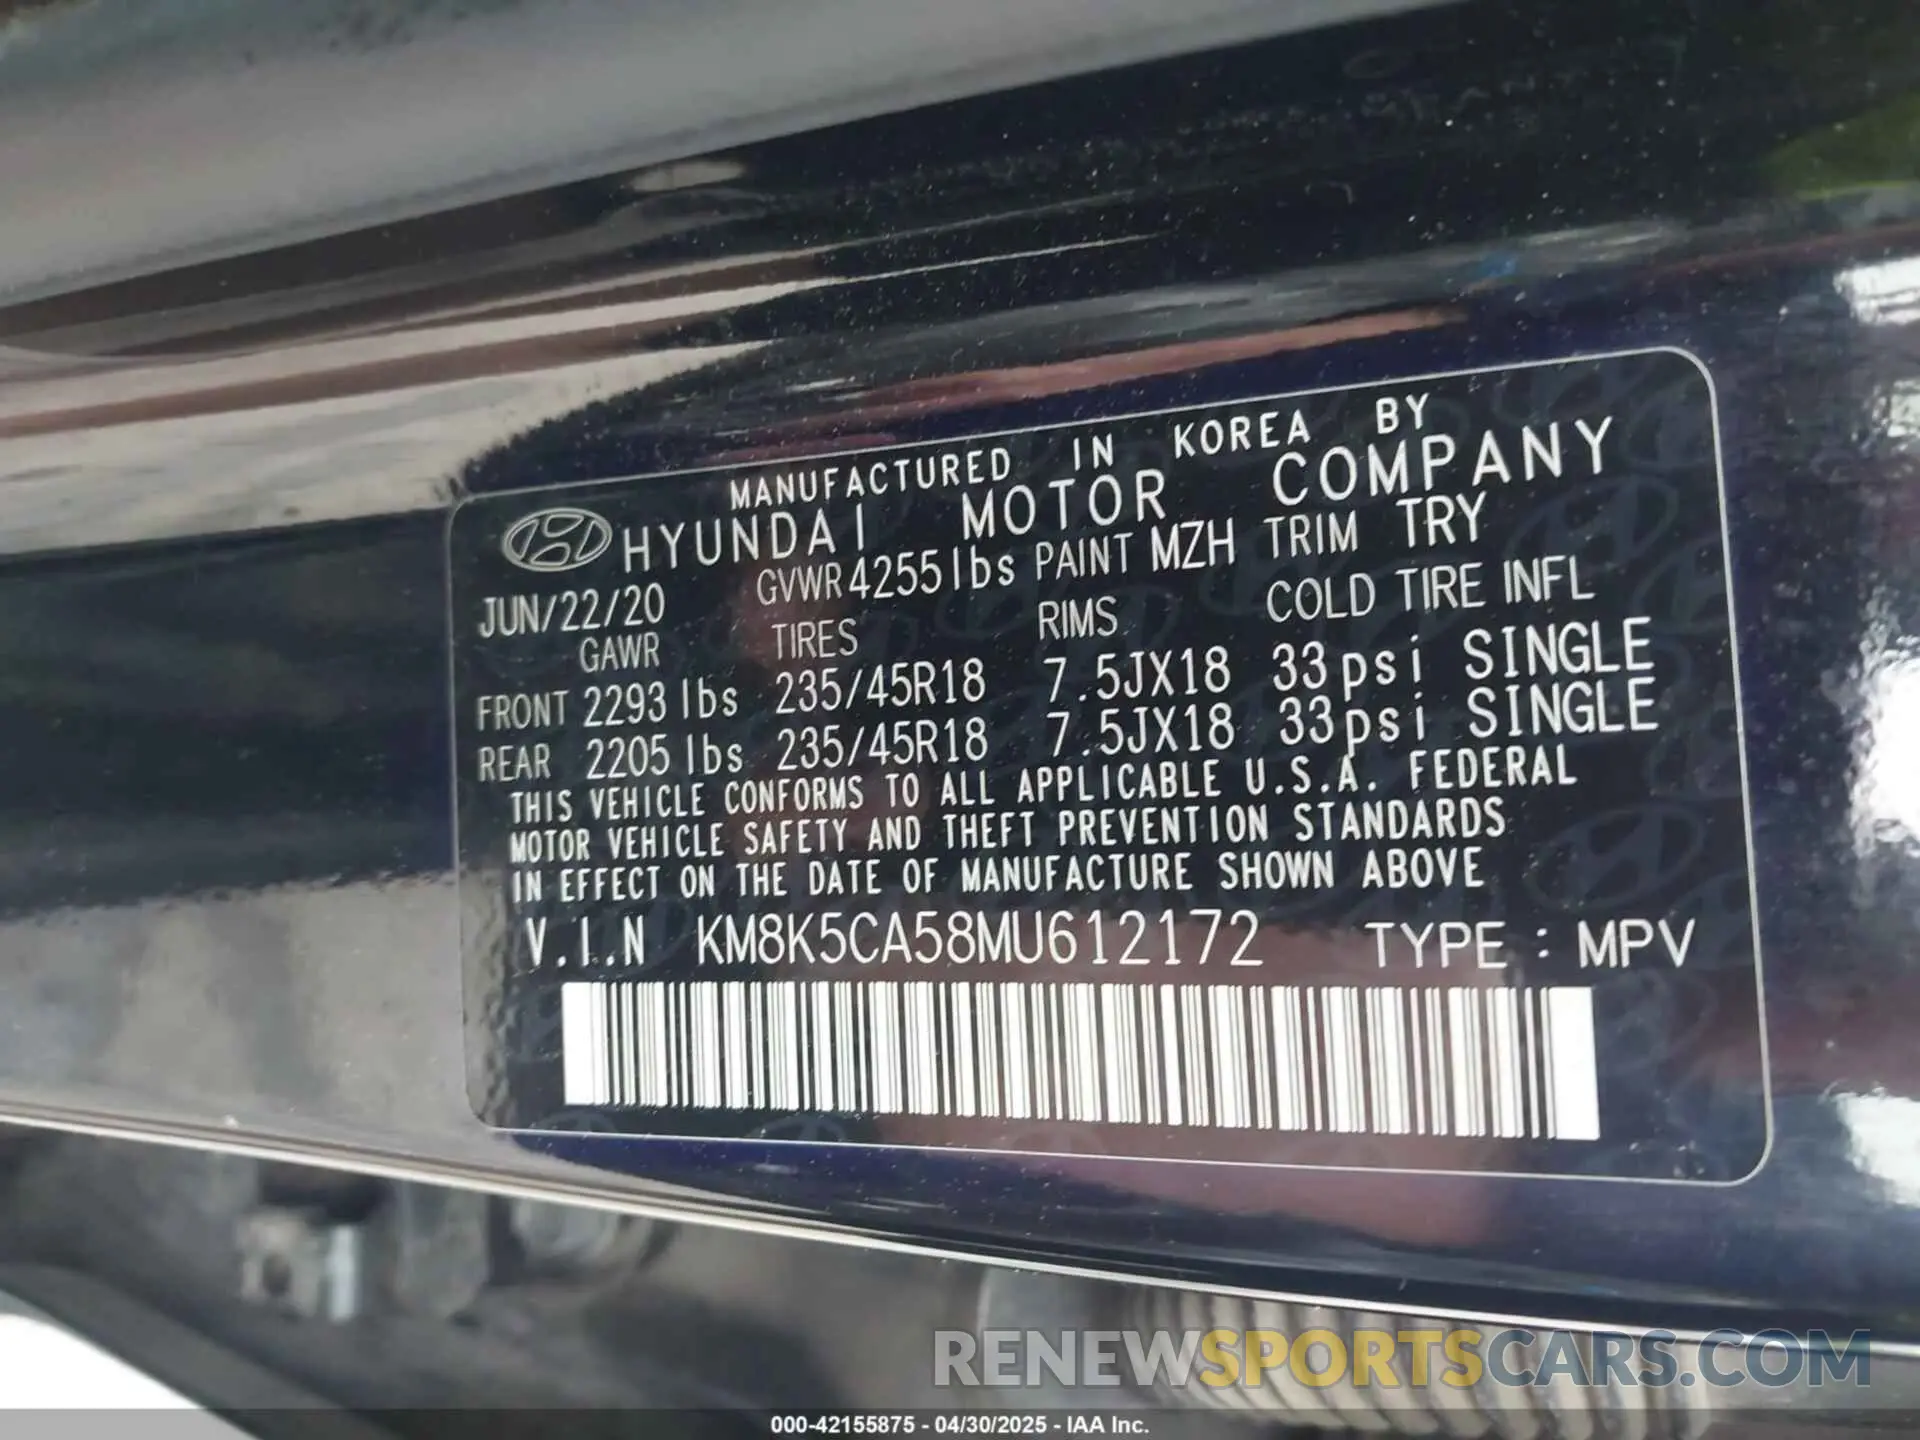 MANUFACTURED IN KOREA BY
HYUNDAI MOTOR COMPANY
JUN/22/20 GVWR 4255lbs PAINT MZH TRIM TRY
GAWR TIRES RIMS COLD TIRE INFL
FRONT 2293 lbs 235/45R18 7.5JX18 33psi SINGLE
REAR 2205 lbs 235/45R18 7.5JX18 33psi SINGLE
THIS VEHICLE CONFORMS TO ALL APPLICABLE U.S.A. FEDERAL
MOTOR VEHICLE SAFETY AND THEFT PREVENTION STANDARDS
IN EFFECT ON THE DATE OF MANUFACTURE SHOWN ABOVE
V.I.N KM8K5CA58MU612172 TYPE : MPV
RENEWSPORTSCARS.COM
000-42155875 - 04/30/2025 - IAA Inc.